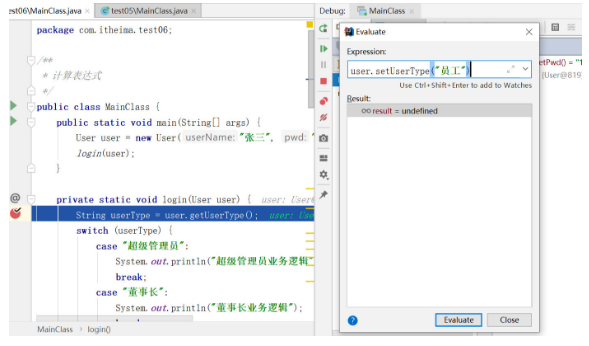 est06\MainClass.java × test05\MainClass.java ×
package com.itheima.test06;
/**
* 计算表达式
*/
public class MainClass {
public static void main(String[] args) {
User user = new User( userName: "张三", pwd:
login(user);
}
private static void login(User user) { user: User
String userType = user.getUserType(); user: Use
switch (userType) {
case "超级管理员":
System.out.println("超级管理员业务逻辑"
break;
case "董事长":
System.out.println("董事长业务逻辑");
MainClass › login()
Debug: MainClass ×
etPwd() = "1
{User@819
Evaluate
Expression:
user.setUserType("员工")
Use Ctrl+Shift+Enter to add to Watches
Result:
oo result = undefined
? Evaluate Close